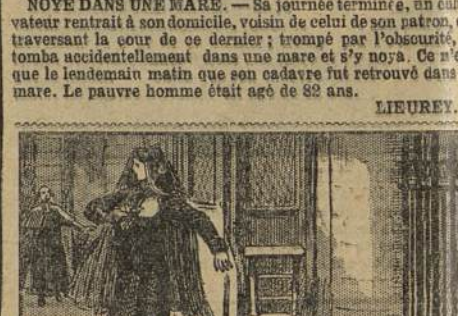 NOYÉ DANS UNE MARE. — Sa journée terminée, un cul
vateur rentrait à son domicile, voisin de celui de son patron,
traversant la cour de ce dernier ; trompé par l'obscurité,
tomba accidentellement dans une mare et s'y noya. Ce n'é
que le lendemain matin que son cadavre fut retrouvé dans
mare. Le pauvre homme était agé de 82 ans.
LIEUREY.